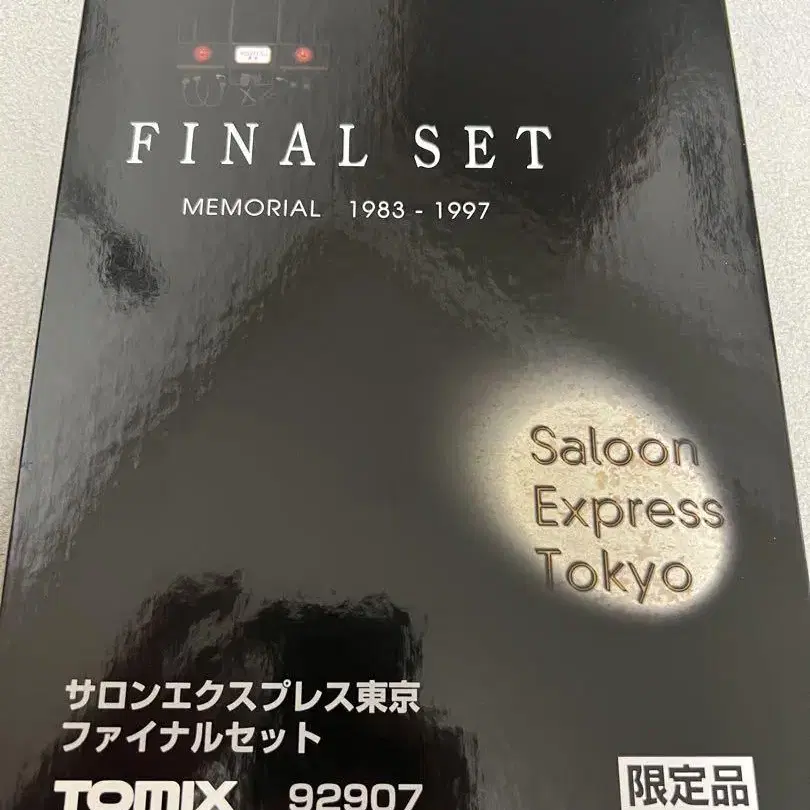 FINAL SET
MEMORIAL 1983 - 1997
Saloon
Express
Tokyo
サロンエクスプレス東京
ファイナルセット
TOMIX 92907
限定品